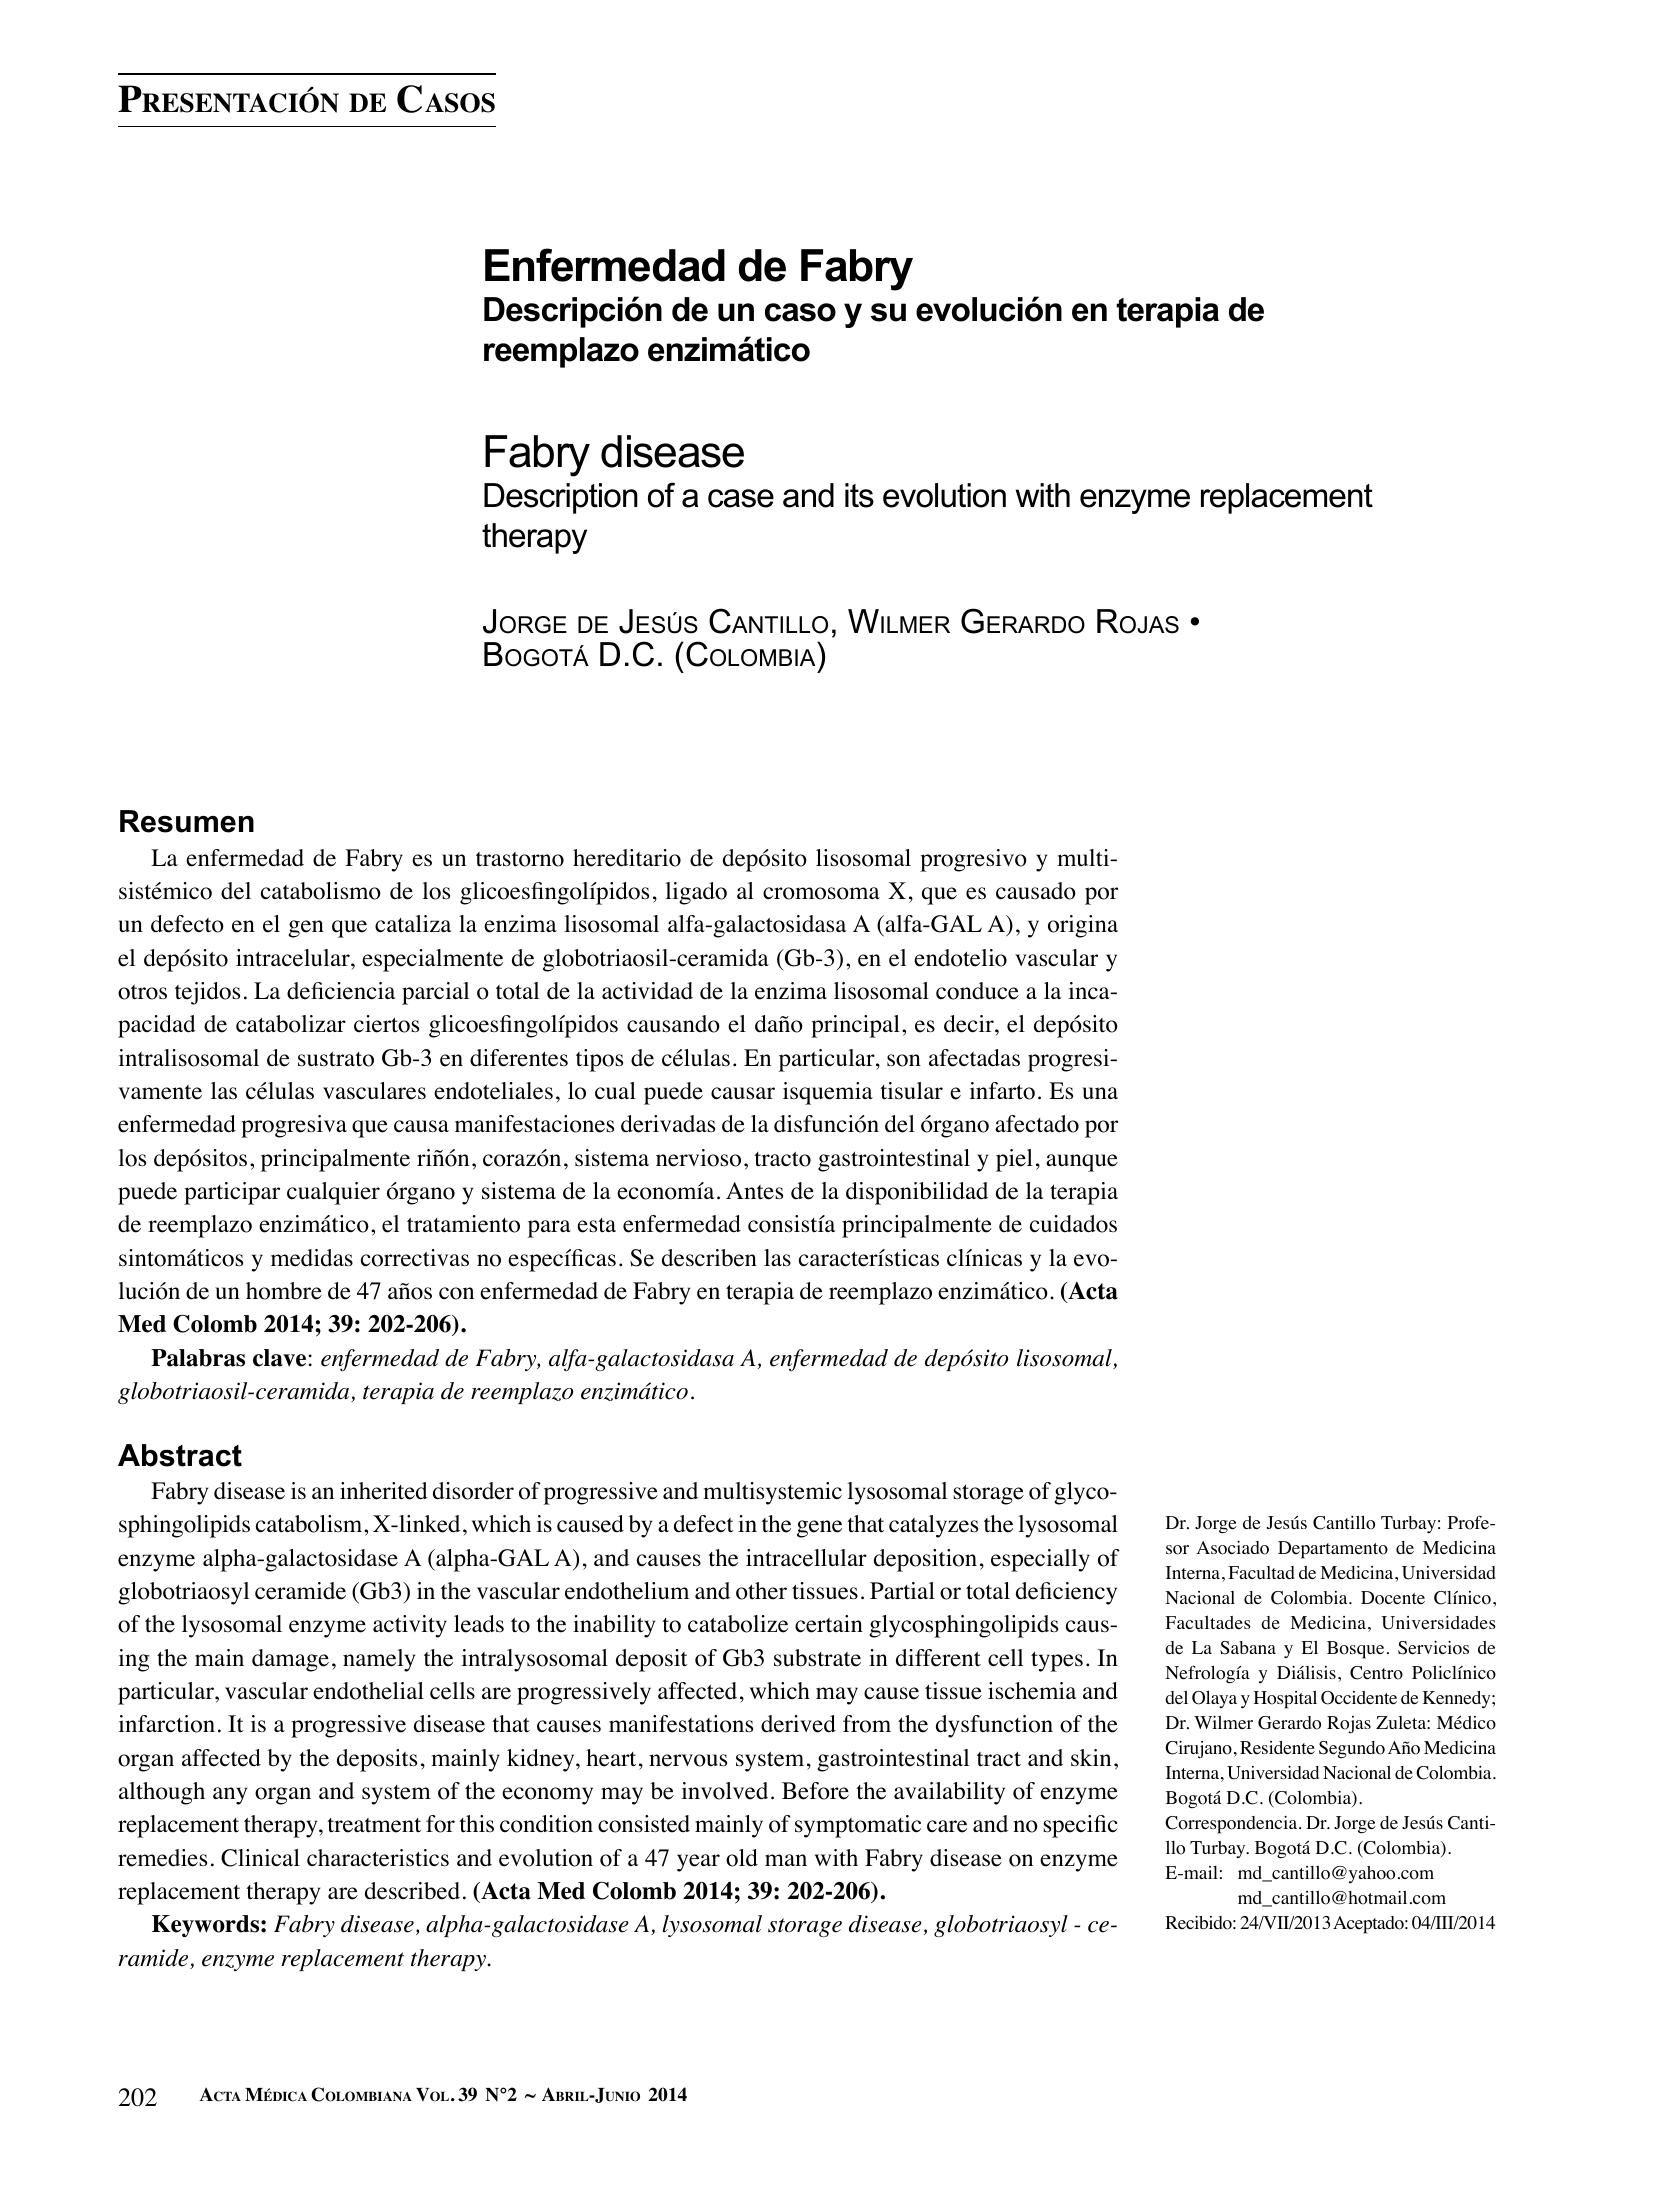 PRESENTACIÓN DE CASOS
Enfermedad de Fabry
Descripción de un caso y su evolución en terapia de
reemplazo enzimático
Fabry disease
Description of a case and its evolution with enzyme replacement
therapy
JORGE DE JESÚS CANTILLO, WILMER GERARDO ROJAS •
BOGOTÁ D.C. (COLOMBIA)
Resumen
La enfermedad de Fabry es un trastorno hereditario de depósito lisosomal progresivo y multi-
sistémico del catabolismo de los glicoesfingolípidos, ligado al cromosoma X, que es causado por
un defecto en el gen que cataliza la enzima lisosomal alfa-galactosidasa A (alfa-GAL A), y origina
el depósito intracelular, especialmente de globotriaosil-ceramida (Gb-3), en el endotelio vascular y
otros tejidos. La deficiencia parcial o total de la actividad de la enzima lisosomal conduce a la inca-
pacidad de catabolizar ciertos glicoesfingolípidos causando el daño principal, es decir, el depósito
intralisosomal de sustrato Gb-3 en diferentes tipos de células. En particular, son afectadas progresi-
vamente las células vasculares endoteliales, lo cual puede causar isquemia tisular e infarto. Es una
enfermedad progresiva que causa manifestaciones derivadas de la disfunción del órgano afectado por
los depósitos, principalmente riñón, corazón, sistema nervioso, tracto gastrointestinal y piel, aunque
puede participar cualquier órgano y sistema de la economía. Antes de la disponibilidad de la terapia
de reemplazo enzimático, el tratamiento para esta enfermedad consistía principalmente de cuidados
sintomáticos y medidas correctivas no específicas. Se describen las características clínicas y la evo-
lución de un hombre de 47 años con enfermedad de Fabry en terapia de reemplazo enzimático. (Acta
Med Colomb 2014; 39: 202-206).
Palabras clave: enfermedad de Fabry, alfa-galactosidasa A, enfermedad de depósito lisosomal,
globotriaosil-ceramida, terapia de reemplazo enzimático.
Abstract
Fabry disease is an inherited disorder of progressive and multisystemic lysosomal storage of glyco-
sphingolipids catabolism, X-linked, which is caused by a defect in the gene that catalyzes the lysosomal
enzyme alpha-galactosidase A (alpha-GAL A), and causes the intracellular deposition, especially of
globotriaosyl ceramide (Gb3) in the vascular endothelium and other tissues. Partial or total deficiency
of the lysosomal enzyme activity leads to the inability to catabolize certain glycosphingolipids caus-
ing the main damage, namely the intralysosomal deposit of Gb3 substrate in different cell types. In
particular, vascular endothelial cells are progressively affected, which may cause tissue ischemia and
infarction. It is a progressive disease that causes manifestations derived from the dysfunction of the
organ affected by the deposits, mainly kidney, heart, nervous system, gastrointestinal tract and skin,
although any organ and system of the economy may be involved. Before the availability of enzyme
replacement therapy, treatment for this condition consisted mainly of symptomatic care and no specific
remedies. Clinical characteristics and evolution of a 47 year old man with Fabry disease on enzyme
replacement therapy are described. (Acta Med Colomb 2014; 39: 202-206).
Keywords: Fabry disease, alpha-galactosidase A, lysosomal storage disease, globotriaosyl - ce-
ramide, enzyme replacement therapy.
Dr. Jorge de Jesús Cantillo Turbay: Profe-
sor Asociado Departamento de Medicina
Interna, Facultad de Medicina, Universidad
Nacional de Colombia. Docente Clínico,
Facultades de Medicina, Universidades
de La Sabana y El Bosque. Servicios de
Nefrología y Diálisis, Centro Policlínico
del Olaya y Hospital Occidente de Kennedy;
Dr. Wilmer Gerardo Rojas Zuleta: Médico
Cirujano, Residente Segundo Año Medicina
Interna, Universidad Nacional de Colombia.
Bogotá D.C. (Colombia).
Correspondencia. Dr. Jorge de Jesús Canti-
llo Turbay. Bogotá D.C. (Colombia).
E-mail: md_cantillo@yahoo.com
md_cantillo@hotmail.com
Recibido: 24/VII/2013 Aceptado: 04/III/2014
202 ACTA MÉDICA COLOMBIANA VOL. 39 N°2 ~ ABRIL-JUNIO 2014